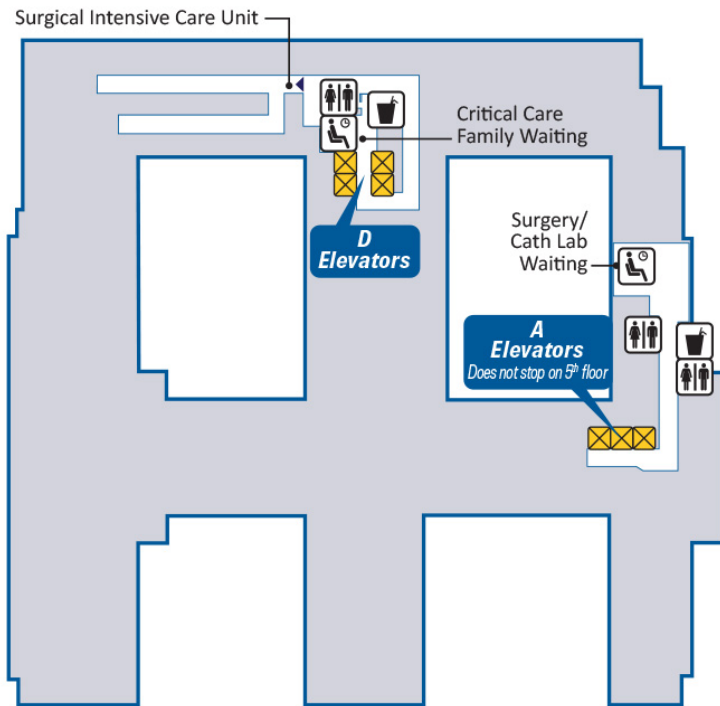 Surgical Intensive Care Unit
Critical Care
Family Waiting
D
Elevators
Surgery/
Cath Lab
Waiting
A
Elevators
Does not stop on 5th floor